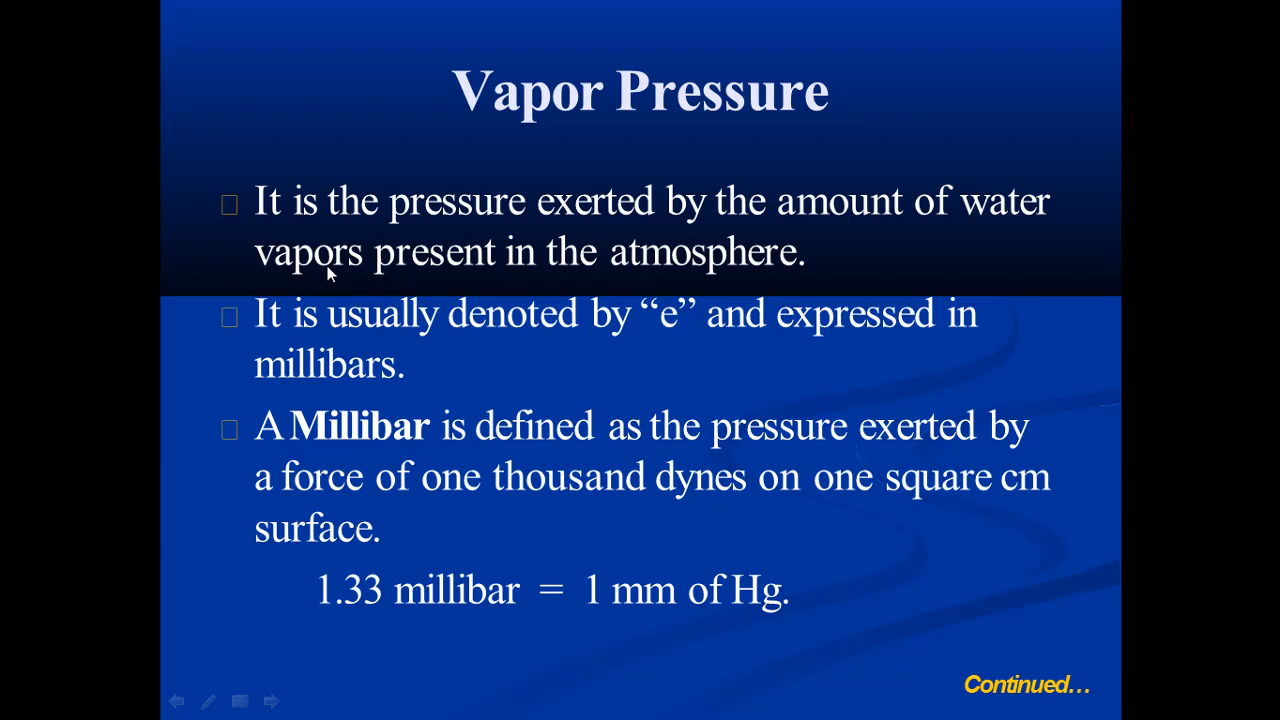 Vapor Pressure
It is the pressure exerted by the amount of water
vapors present in the atmosphere.
It is usually denoted by “e” and expressed in
millibars.
A Millibar is defined as the pressure exerted by
a force of one thousand dynes on one square cm
surface.
1.33 millibar = 1 mm of Hg.
Continued…